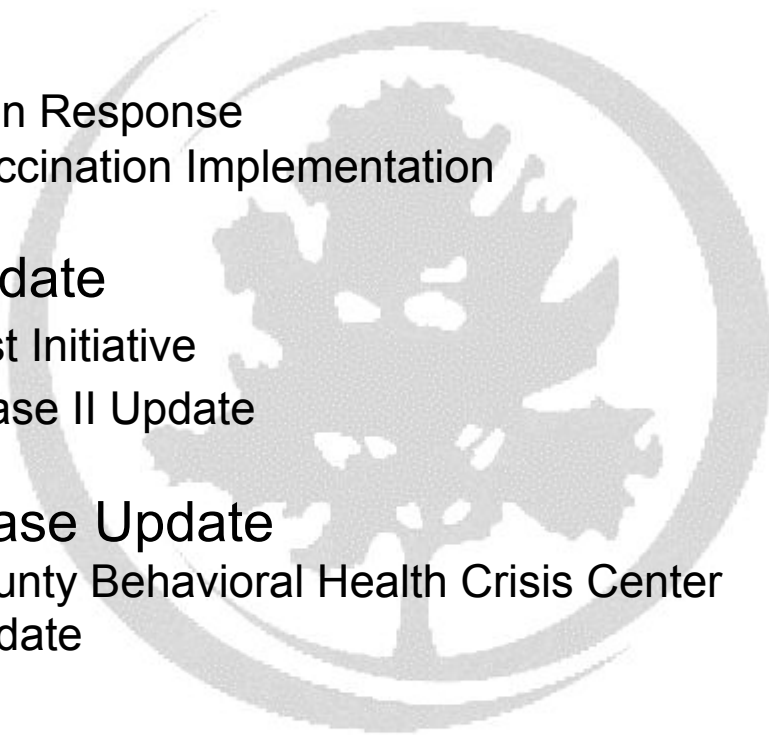 n Response
ccination Implementation
date
st Initiative
ase II Update
ase Update
unty Behavioral Health Crisis Center
date